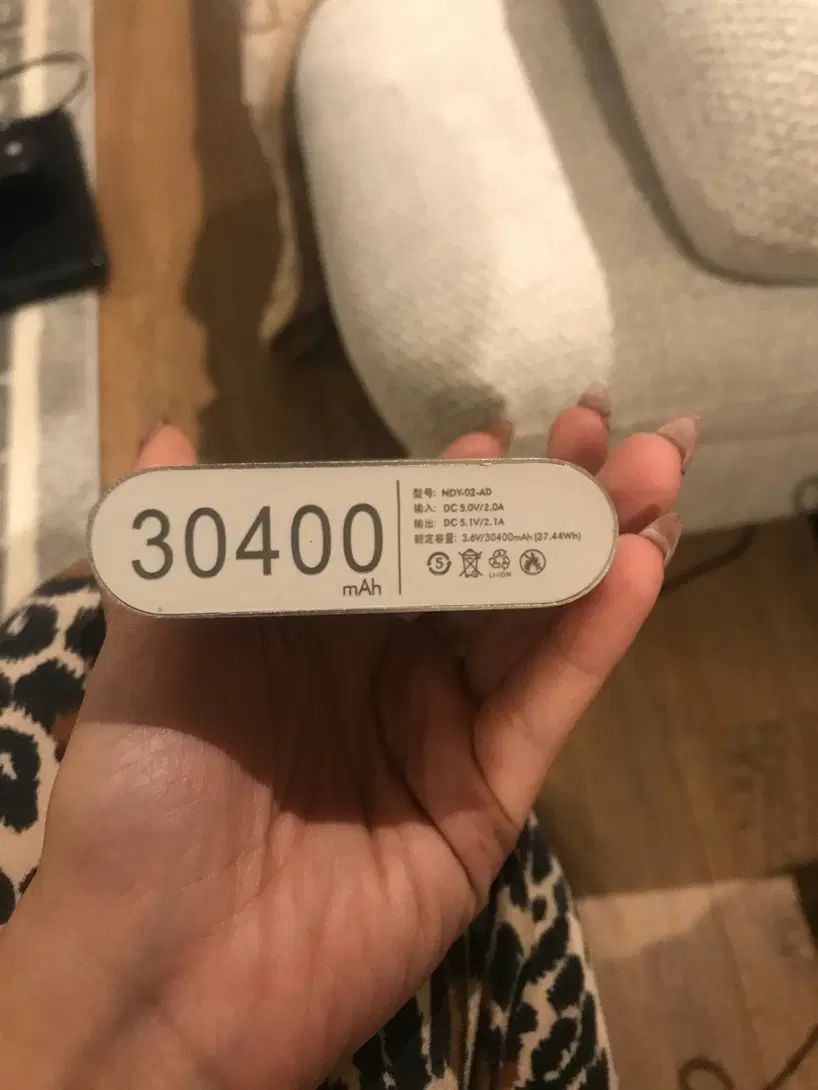 30400
mAh
型号: NDY-02-AD
输入: DC 5.0V/2.0A
输出: DC 5.1V/2.1A
额定容量: 3.6V/30400mAh (37.44Wh)
5
LI-ION